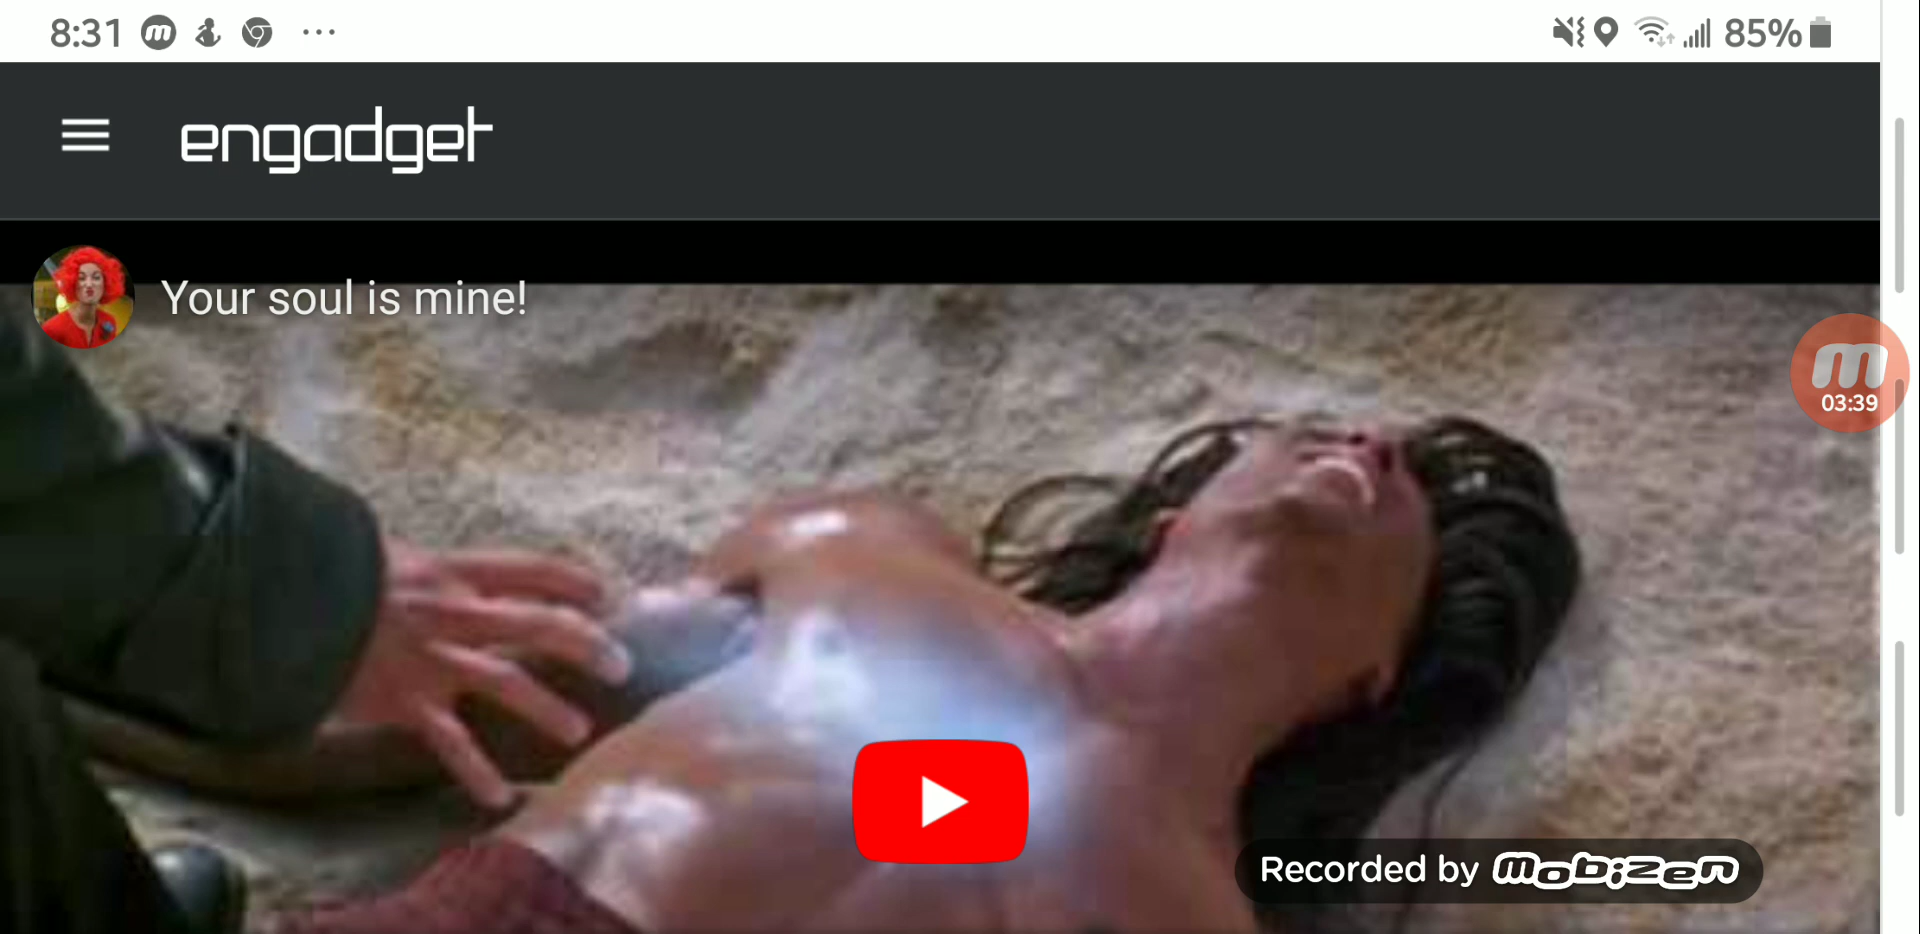 8:31 85%
engadget
Your soul is mine!
03:39
Recorded by mobizen